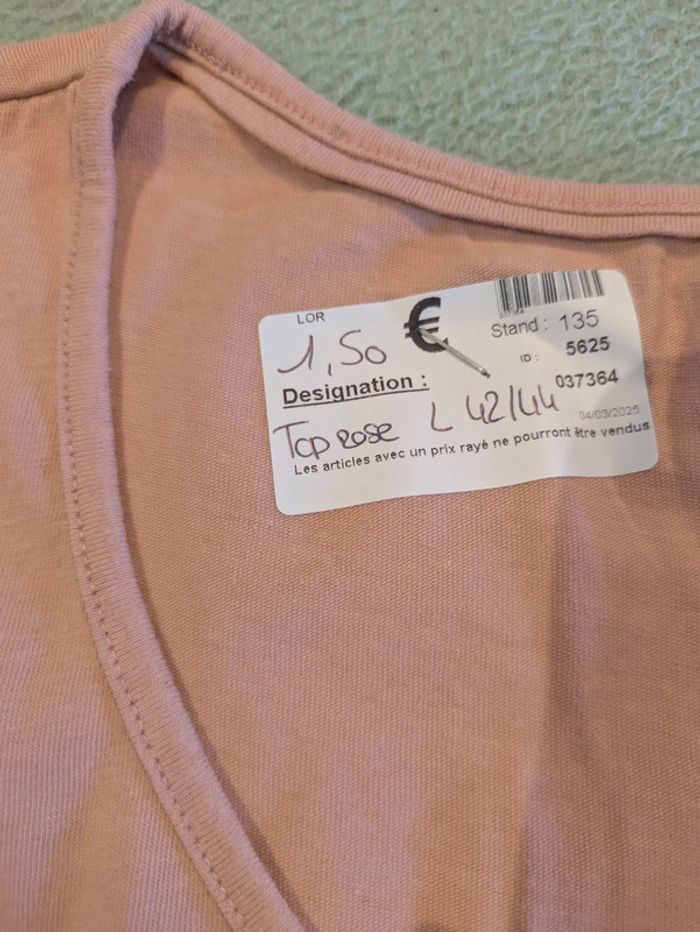 LOR
1,50 €
037364
Stand : 135
ID : 5625
037364
Designation :
Top rose L 42/44
04/03/2025
Les articles avec un prix rayé ne pourront être vendus